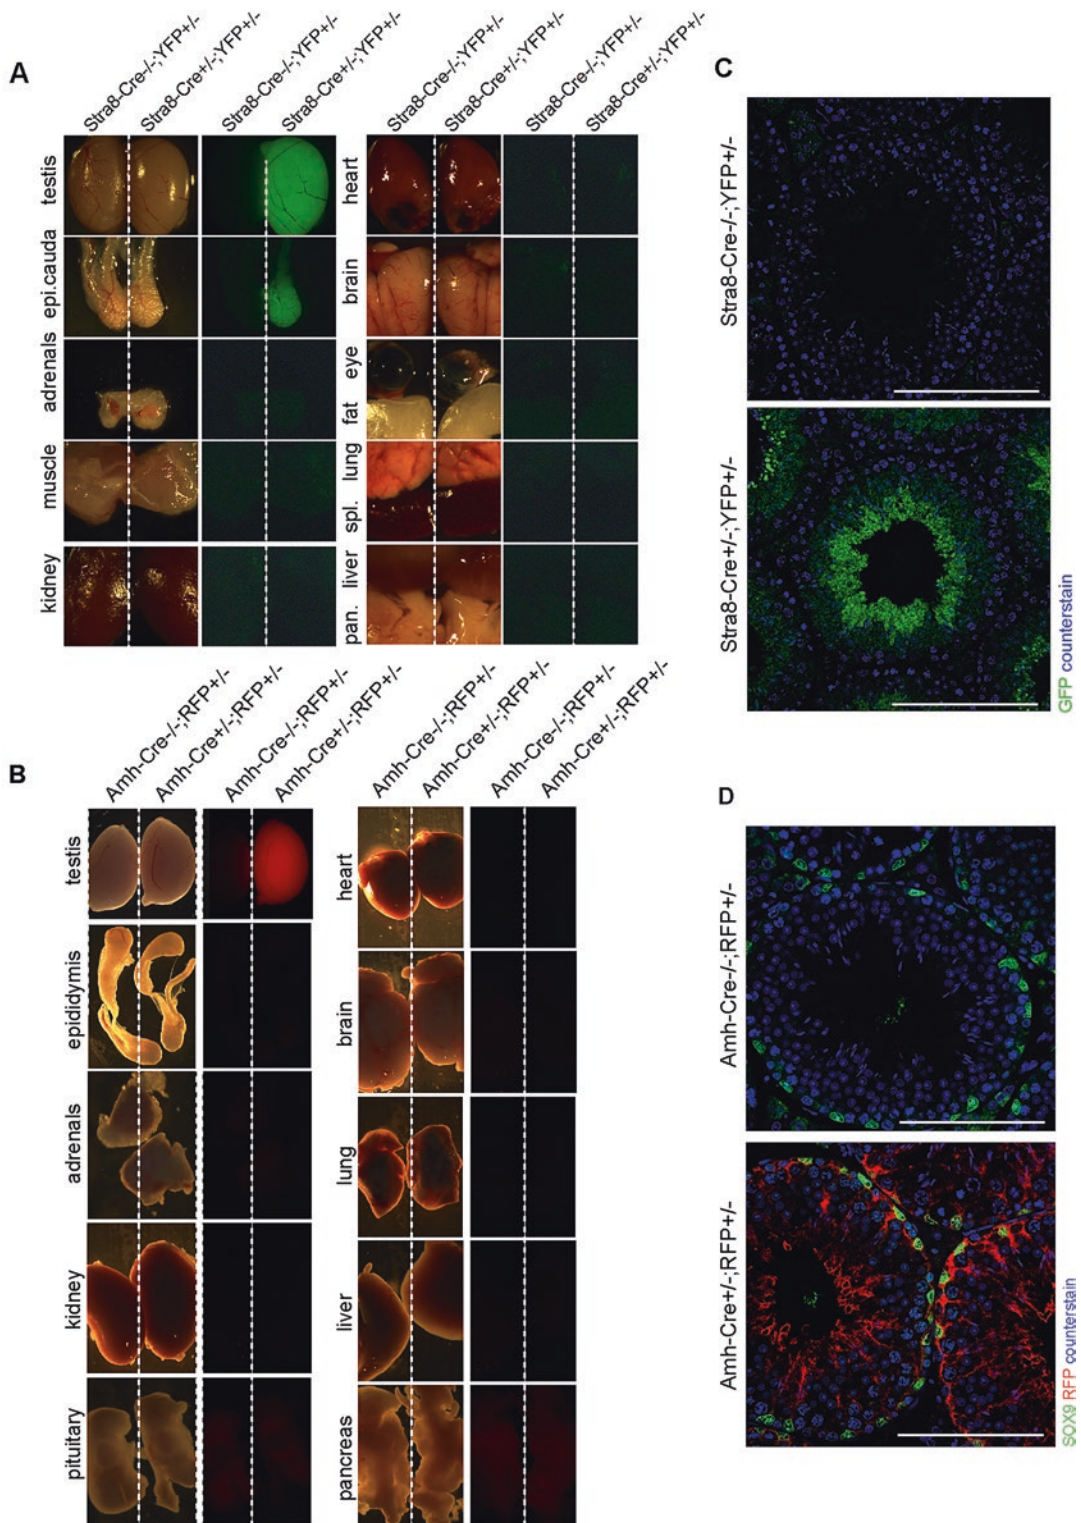 A
Stra8-Cre-/-;YFP+/-
Stra8-Cre+/-;YFP+/-
Stra8-Cre-/-;YFP+/-
Stra8-Cre+/-;YFP+/-
Stra8-Cre-/-;YFP+/-
Stra8-Cre+/-;YFP+/-
Stra8-Cre-/-;YFP+/-
Stra8-Cre+/-;YFP+/-
testis
epi.cauda
adrenals
muscle
kidney
heart
brain
eye
fat
lung
spl.
liver
pan.
C
Stra8-Cre-/-;YFP+/-
Stra8-Cre+/-;YFP+/-
GFP counterstain
B
Amh-Cre-/-;RFP+/-
Amh-Cre+/-;RFP+/-
Amh-Cre-/-;RFP+/-
Amh-Cre+/-;RFP+/-
Amh-Cre-/-;RFP+/-
Amh-Cre+/-;RFP+/-
Amh-Cre-/-;RFP+/-
Amh-Cre+/-;RFP+/-
testis
epididymis
adrenals
kidney
pituitary
heart
brain
lung
liver
pancreas
D
Amh-Cre-/-;RFP+/-
Amh-Cre+/-;RFP+/-
SOX9 RFP counterstain